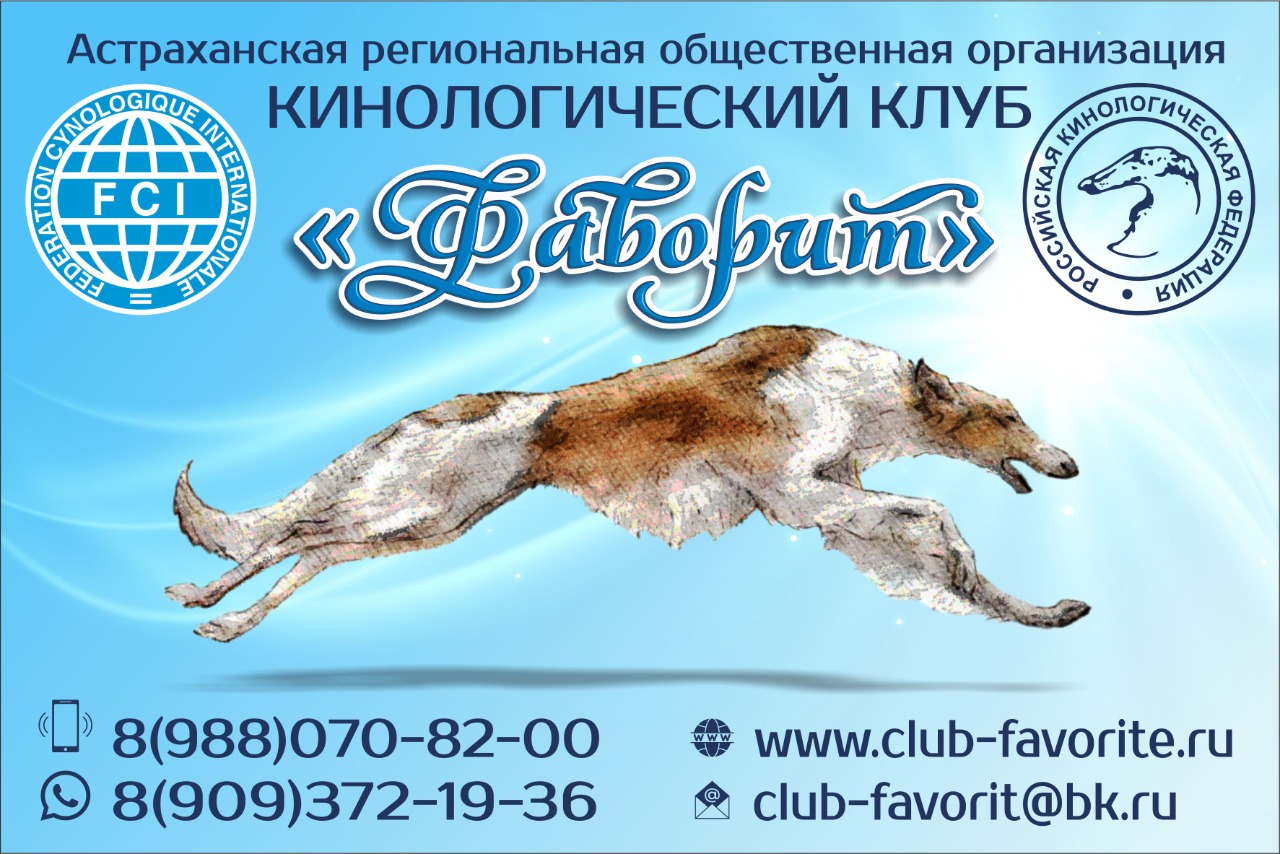 Астраханская региональная общественная организация
КИНОЛОГИЧЕСКИЙ КЛУБ
«Фаворит»
FEDERATION CYNOLOGIQUE INTERNATIONALE
FCI
РОССИЙСКАЯ КИНОЛОГИЧЕСКАЯ ФЕДЕРАЦИЯ •
8(988)070-82-00
8(909)372-19-36
www
www.club-favorite.ru
@
club-favorit@bk.ru